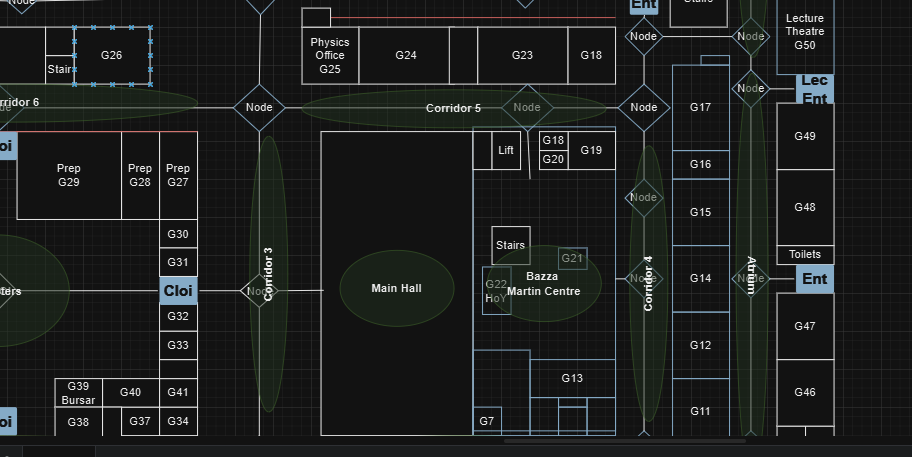 Node
Ent
Stairs
Lecture
Theatre
G50
Physics
Office
G25
G24
G23
G18
G26
Stair
Node
Node
Node
Lec
Ent
rridor 6
Node
Corridor 5
Node
Node
G17
G49
oi
Prep
G29
Prep
G28
Prep
G27
Lift
G18
G20
G19
G16
Node
G48
G15
G30
G31
Stairs
G21
Toilets
Corridor 3
Bazza
Martin Centre
G22
HoY
Main Hall
Node
Corridor 4
G14
Node
Atrium
Ent
ters
Cloi
G32
G33
G47
G12
G39
Bursar
G40
G41
G13
G46
G38
G37
G34
G7
G11
oi